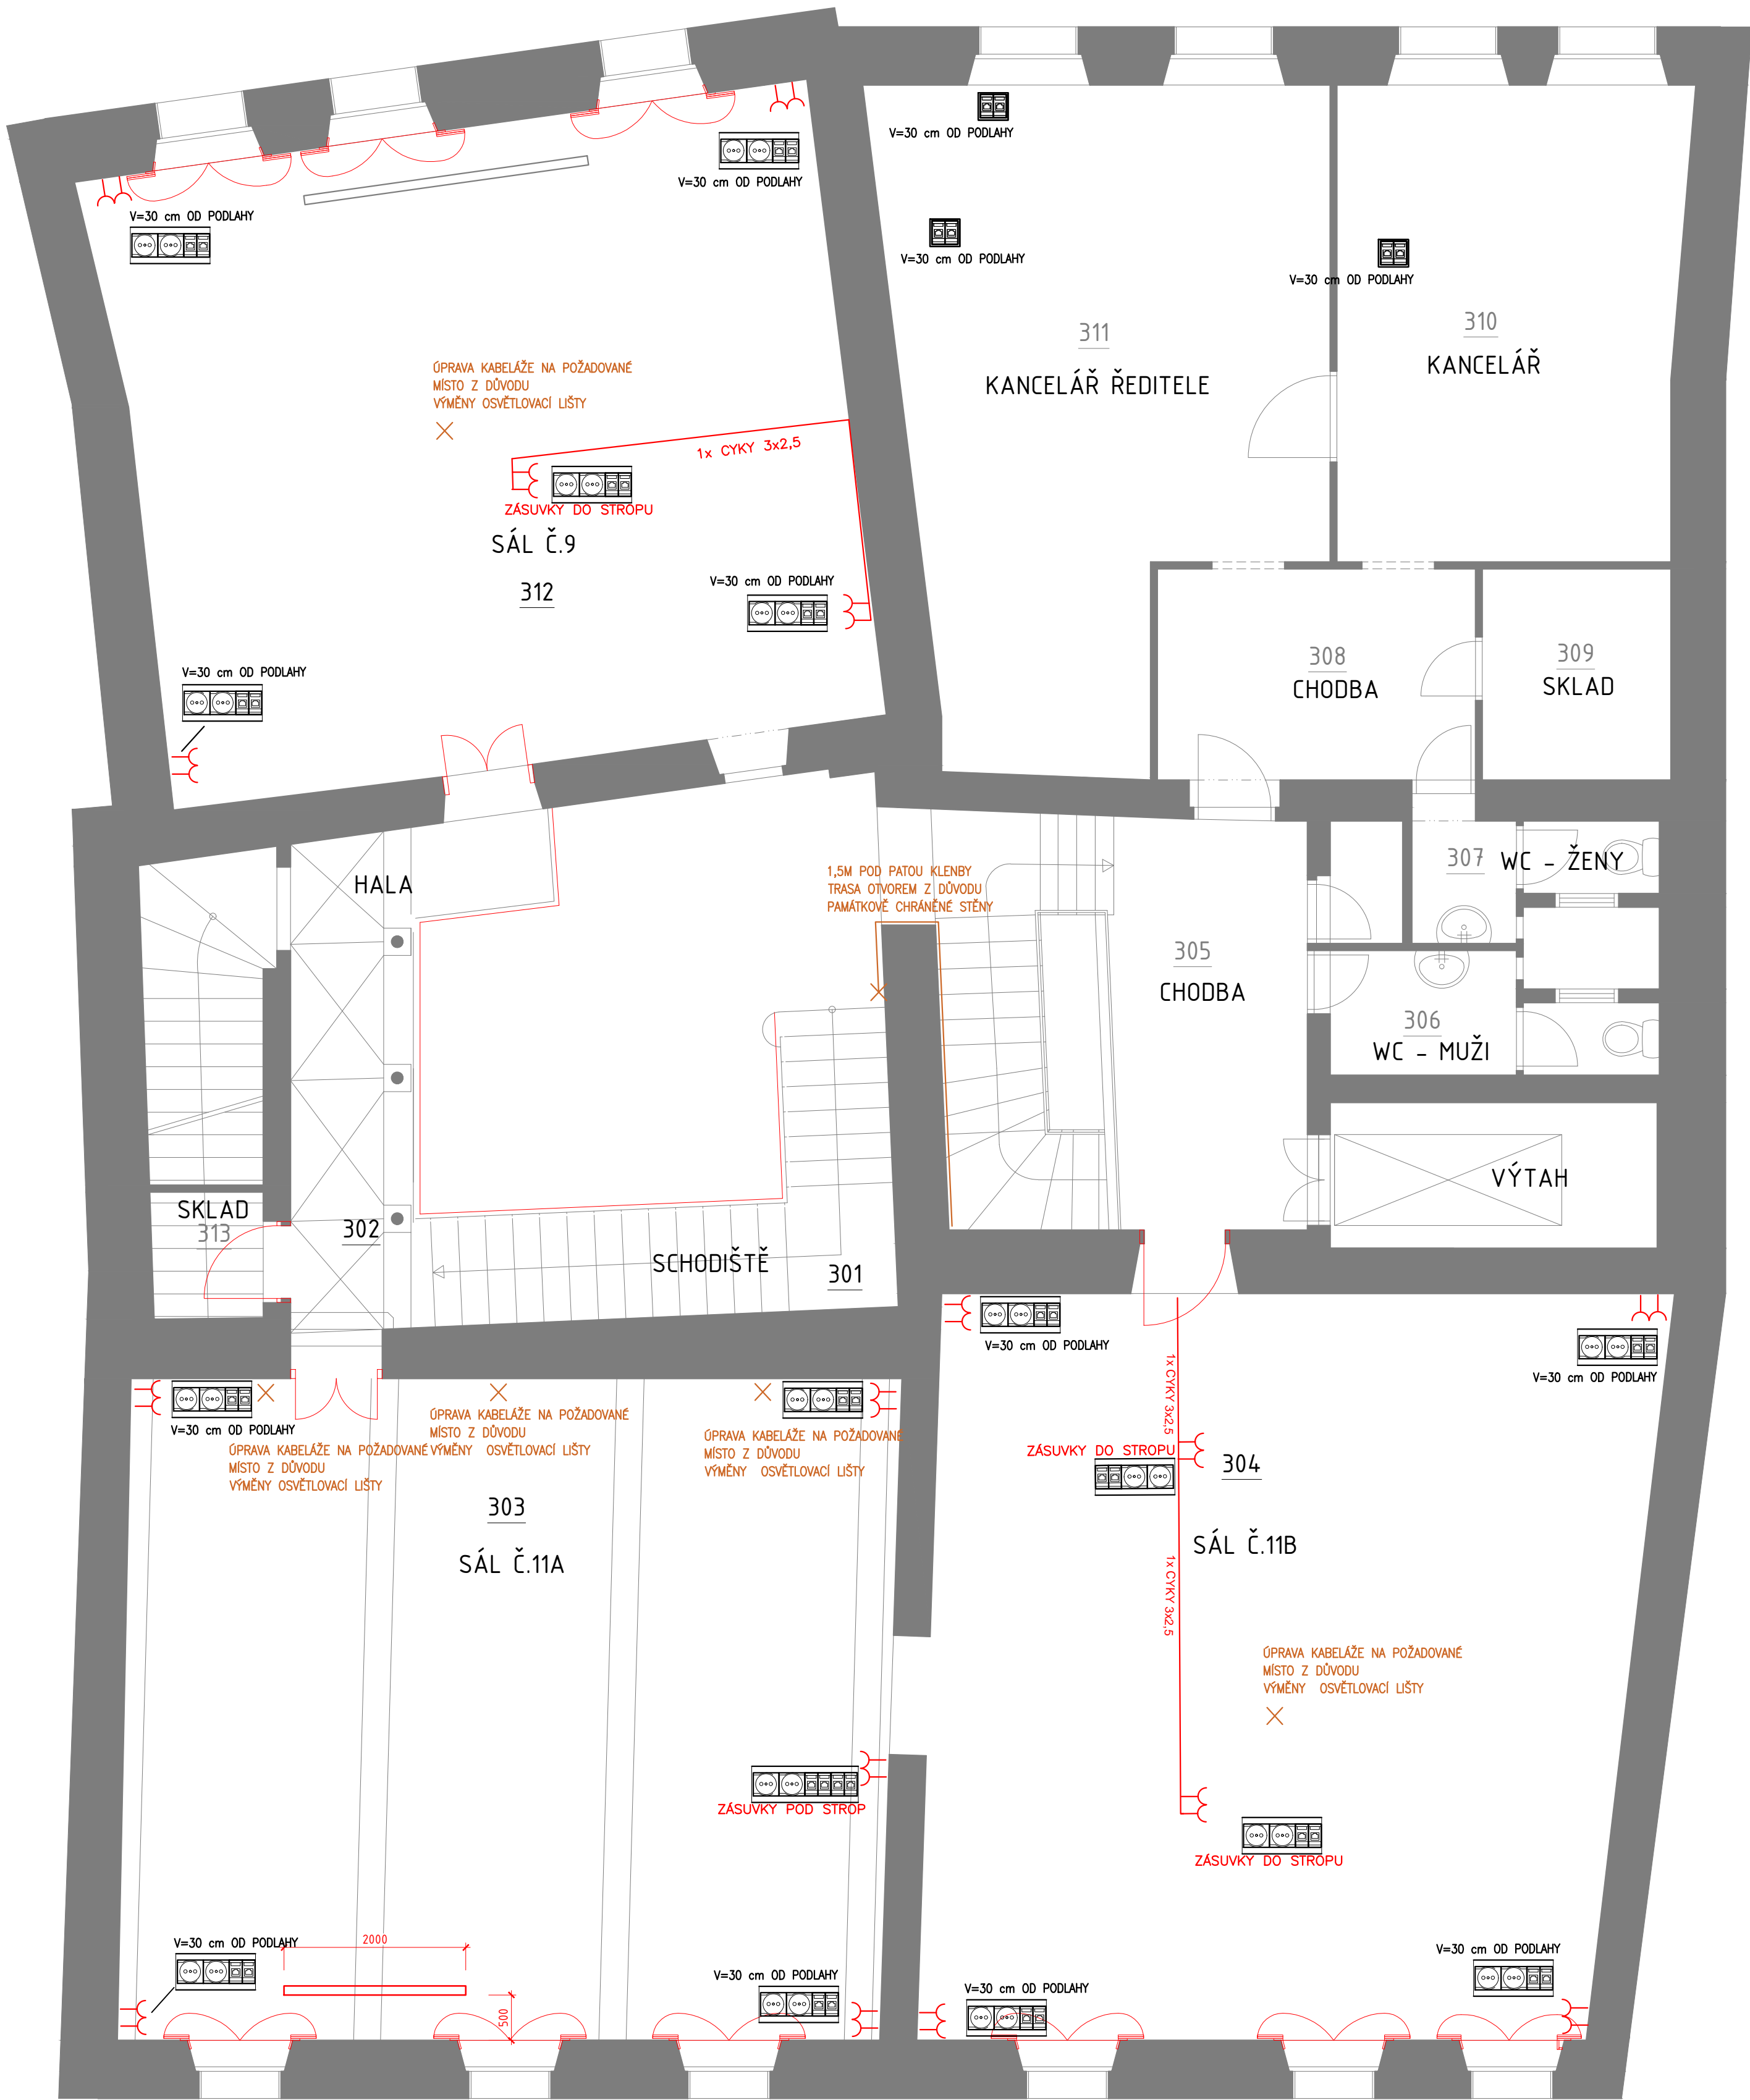 V=30 cm OD PODLAHY
V=30 cm OD PODLAHY
V=30 cm OD PODLAHY
V=30 cm OD PODLAHY
V=30 cm OD PODLAHY
311
KANCELÁŘ ŘEDITELE
310
KANCELÁŘ
ÚPRAVA KABELÁŽE NA POŽADOVANÉ
MÍSTO Z DŮVODU
VÝMĚNY OSVĚTLOVACÍ LIŠTY
1x CYKY 3x2,5
ZÁSUVKY DO STROPU
SÁL Č.9
312
V=30 cm OD PODLAHY
V=30 cm OD PODLAHY
308
CHODBA
309
SKLAD
HALA
1,5M POD PATOU KLENBY
TRASA OTVOREM Z DŮVODU
PAMÁTKOVĚ CHRÁNĚNÉ STĚNY
307
WC - ŽENY
305
CHODBA
306
WC - MUŽI
VÝTAH
SKLAD
313
302
SCHODIŠTĚ
301
V=30 cm OD PODLAHY
V=30 cm OD PODLAHY
V=30 cm OD PODLAHY
ÚPRAVA KABELÁŽE NA POŽADOVANÉ
MÍSTO Z DŮVODU
VÝMĚNY OSVĚTLOVACÍ LIŠTY
ÚPRAVA KABELÁŽE NA POŽADOVANÉ
MÍSTO Z DŮVODU
VÝMĚNY OSVĚTLOVACÍ LIŠTY
ÚPRAVA KABELÁŽE NA POŽADOVANÉ
MÍSTO Z DŮVODU
VÝMĚNY OSVĚTLOVACÍ LIŠTY
303
SÁL Č.11A
1x CYKY 3x2,5
ZÁSUVKY DO STROPU
304
SÁL Č.11B
1x CYKY 3x2,5
ÚPRAVA KABELÁŽE NA POŽADOVANÉ
MÍSTO Z DŮVODU
VÝMĚNY OSVĚTLOVACÍ LIŠTY
ZÁSUVKY POD STROP
ZÁSUVKY DO STROPU
V=30 cm OD PODLAHY
2000
500
V=30 cm OD PODLAHY
V=30 cm OD PODLAHY
V=30 cm OD PODLAHY